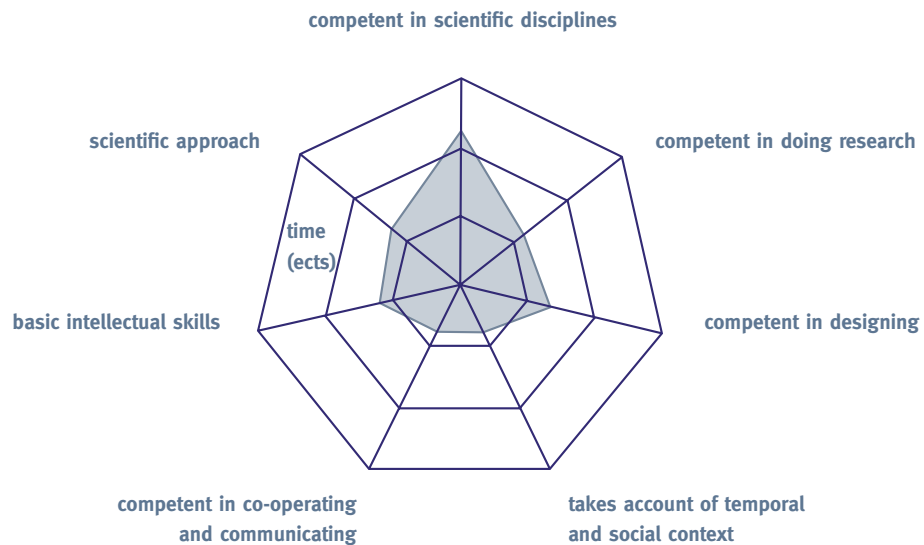 competent in scientific disciplines
scientific approach
competent in doing research
time
(ects)
basic intellectual skills
competent in designing
competent in co-operating
and communicating
takes account of temporal
and social context